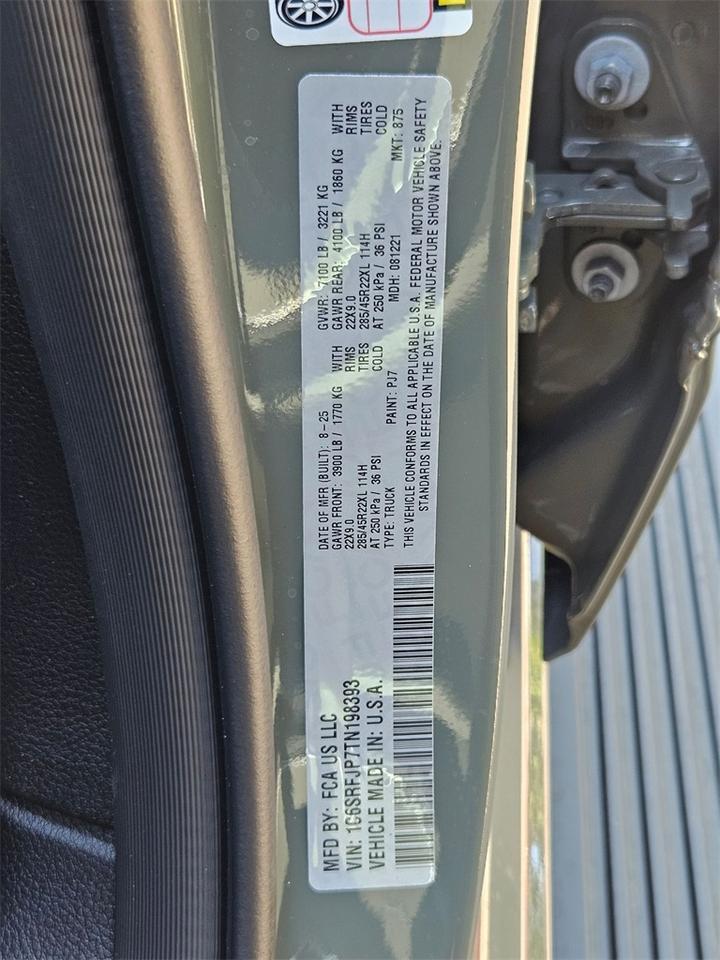 MFD BY: FCA US LLC
VIN: 1C6SRFJP7TN198393
VEHICLE MADE IN: U.S.A.
DATE OF MFR (BUILT): 8-25 GVWR: 7100 LB / 3221 KG
GAWR FRONT: 3900 LB / 1770 KG WITH GAWR REAR: 4100 LB / 1860 KG WITH
22X9.0 RIMS 22X9.0 RIMS
285/45R22XL 114H TIRES 285/45R22XL 114H TIRES
AT 250 kPa / 36 PSI COLD AT 250 kPa / 36 PSI COLD
TYPE: TRUCK PAINT: PJ7 MDH: 081221 MKT: 875
THIS VEHICLE CONFORMS TO ALL APPLICABLE U.S.A. FEDERAL MOTOR VEHICLE SAFETY
STANDARDS IN EFFECT ON THE DATE OF MANUFACTURE SHOWN ABOVE.